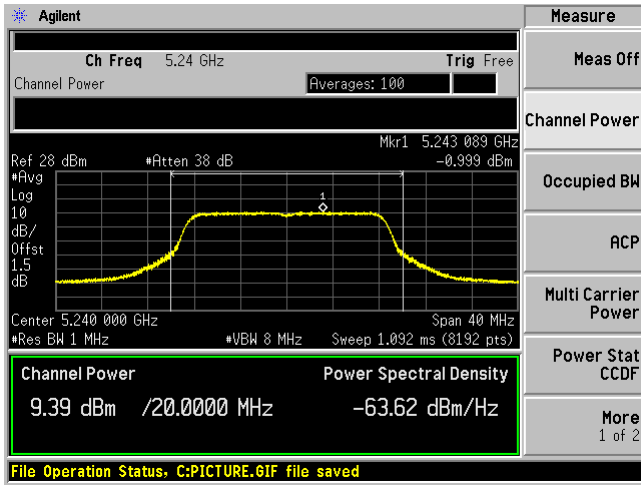 Agilent
Measure
Ch Freq 5.24 GHz Trig Free
Channel Power Averages: 100
Mkr1 5.243 089 GHz
Ref 28 dBm #Atten 38 dB -0.999 dBm
#Avg
Log
10
dB/
Offst
1.5
dB
1
Center 5.240 000 GHz Span 40 MHz
#Res BW 1 MHz #VBW 8 MHz Sweep 1.092 ms (8192 pts)
Channel Power Power Spectral Density
9.39 dBm /20.0000 MHz -63.62 dBm/Hz
File Operation Status, C:PICTURE.GIF file saved
Meas Off
Channel Power
Occupied BW
ACP
Multi Carrier
Power
Power Stat
CCDF
More
1 of 2